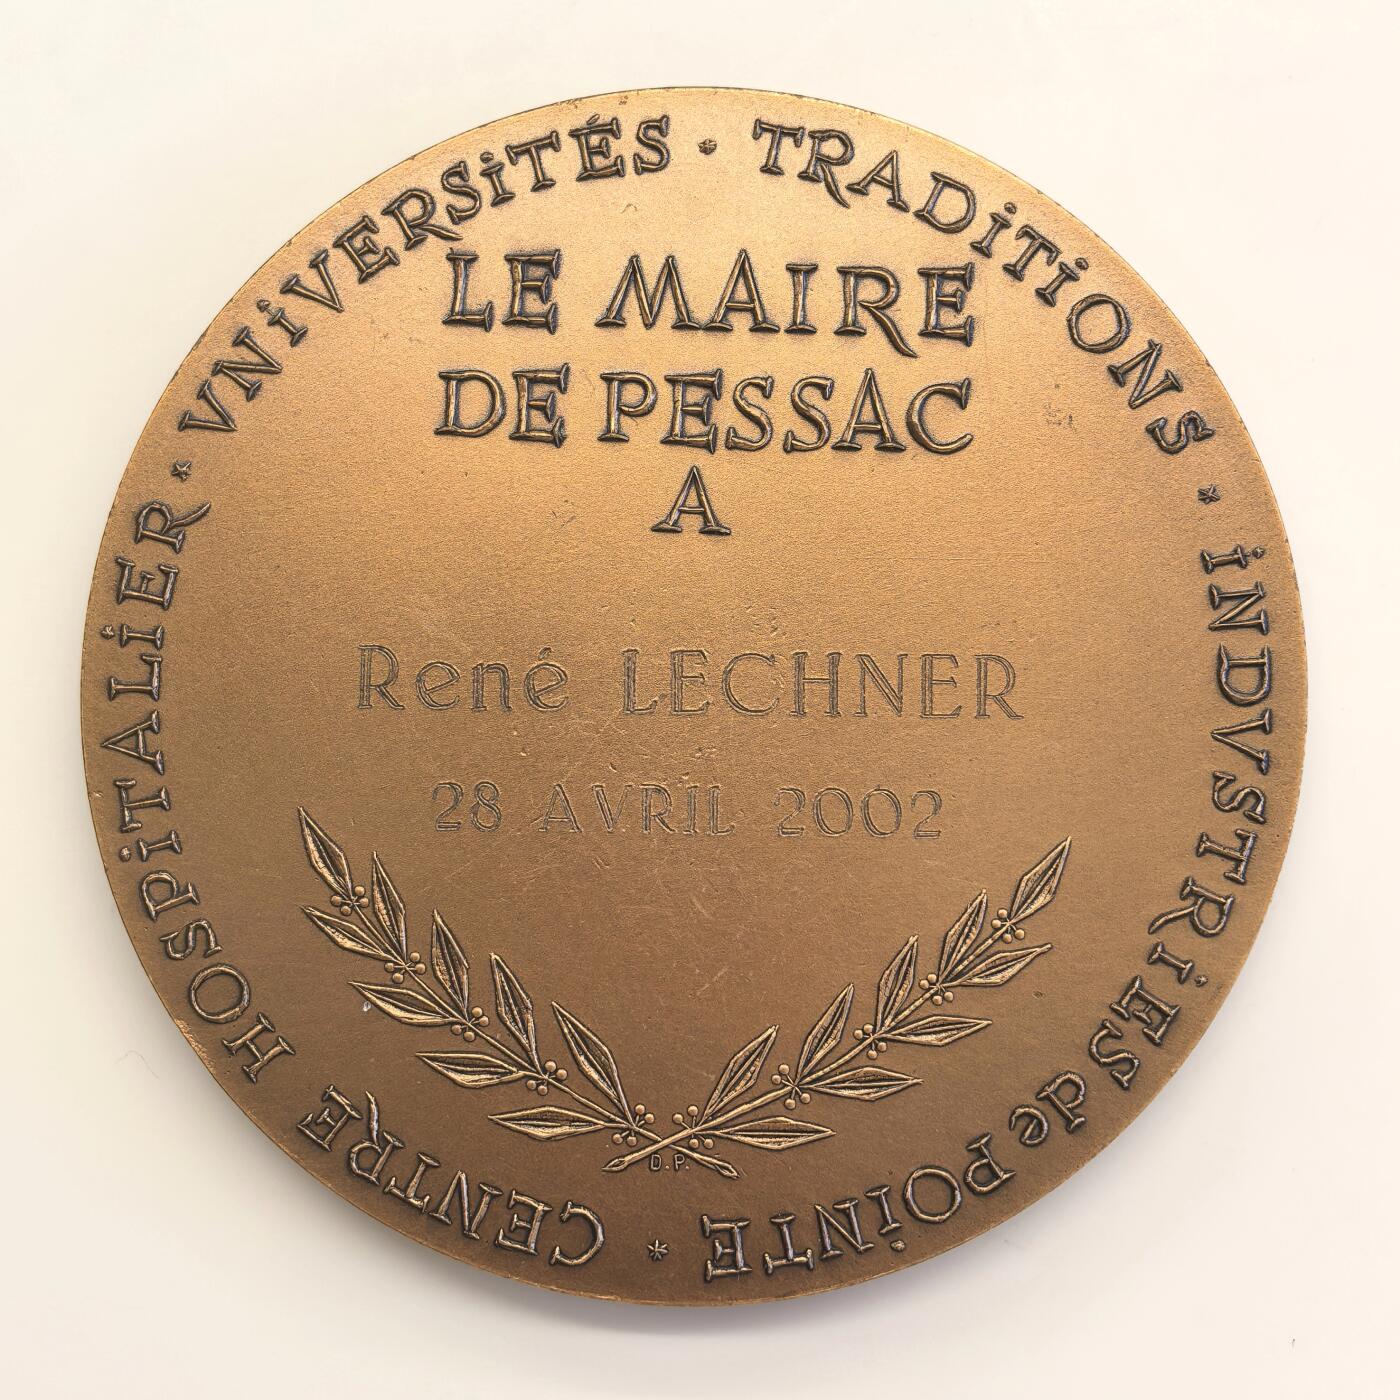 VNiVERSiTÉS * TRADiTiONS * iNDVSTRiES de POiNTE * CENTRE HOSPiTALiER *
LE MAIRE
DE PESSAC
A
René LECHNER
28 AVRIL 2002
D.P.